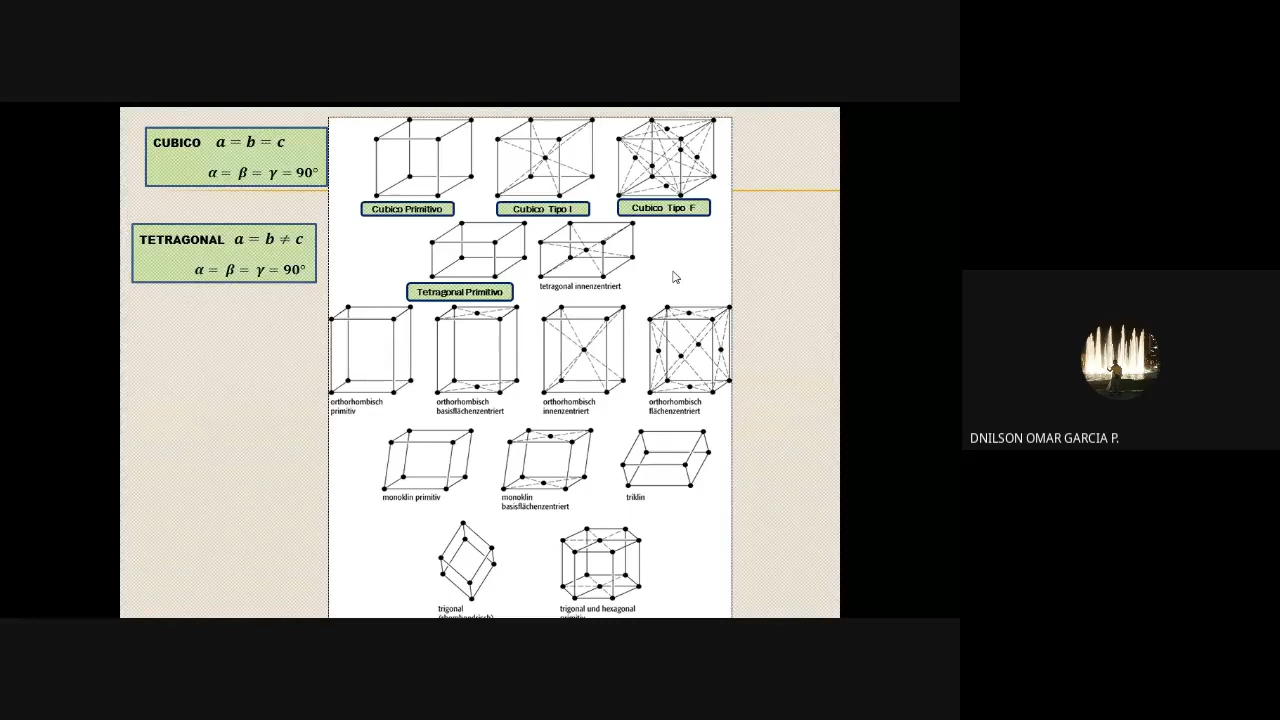 CUBICO a = b = c
α = β = γ = 90°
Cubico Primitivo
Cubico Tipo I
Cubico Tipo F
TETRAGONAL a = b ≠ c
α = β = γ = 90°
Tetragonal Primitivo
tetragonal innenzentriert
orthorhombisch
primitiv
orthorhombisch
basisflächenzentriert
orthorhombisch
innenzentriert
orthorhombisch
flächenzentriert
monoklin primitiv
monoklin
basisflächenzentriert
triklin
trigonal
trigonal und hexagonal
DNILSON OMAR GARCIA P.